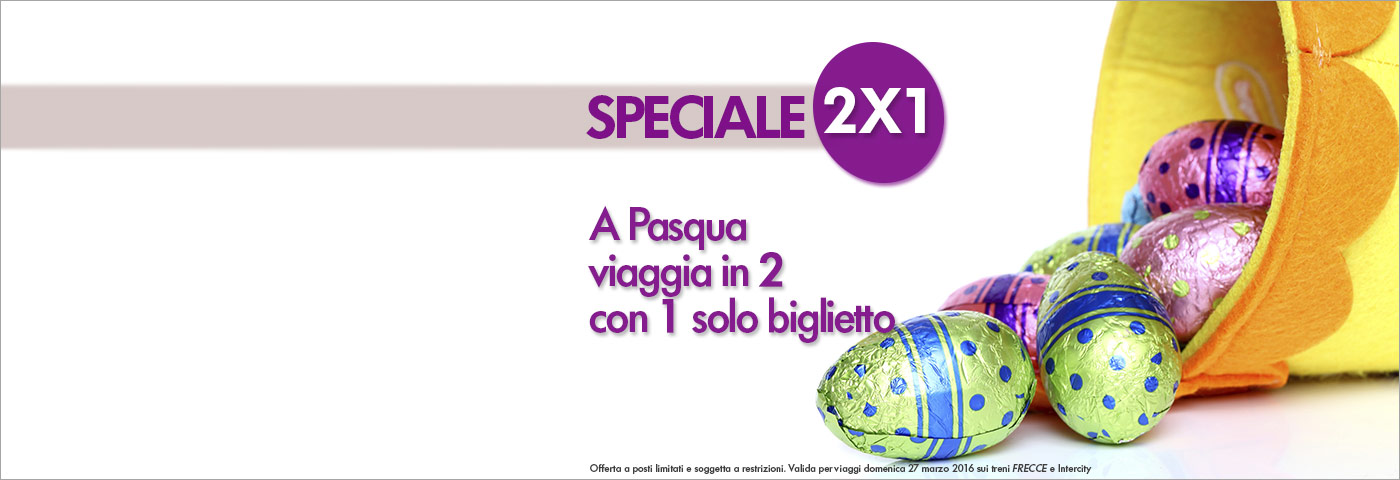 SPECIALE 2X1
A Pasqua
viaggia in 2
con 1 solo biglietto
Offerta a posti limitati e soggetta a restrizioni. Valida per viaggi domenica 27 marzo 2016 sui treni FRECCE e Intercity